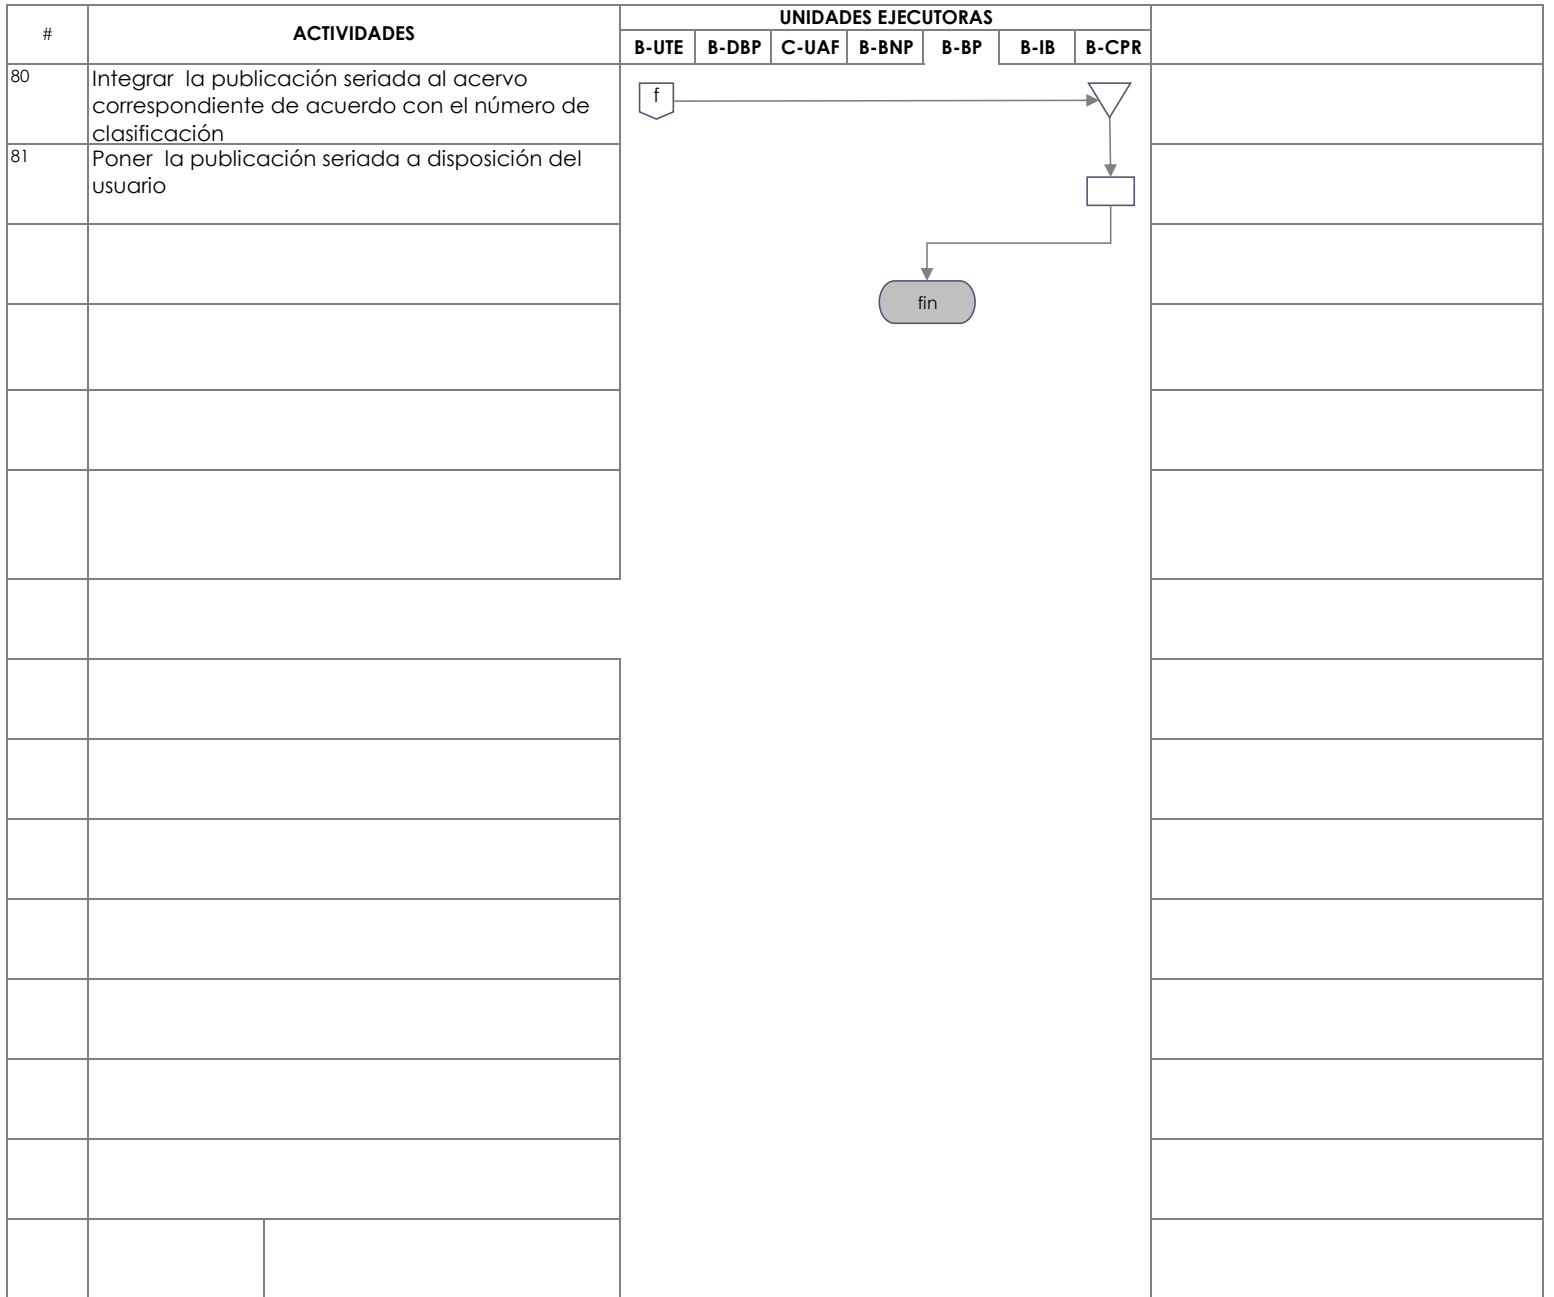 #
ACTIVIDADES
UNIDADES EJECUTORAS
B-UTE B-DBP C-UAF B-BNP B-BP B-IB B-CPR
80
Integrar  la publicación seriada al acervo
correspondiente de acuerdo con el número de
clasificación
f
81
Poner  la publicación seriada a disposición del
usuario
fin